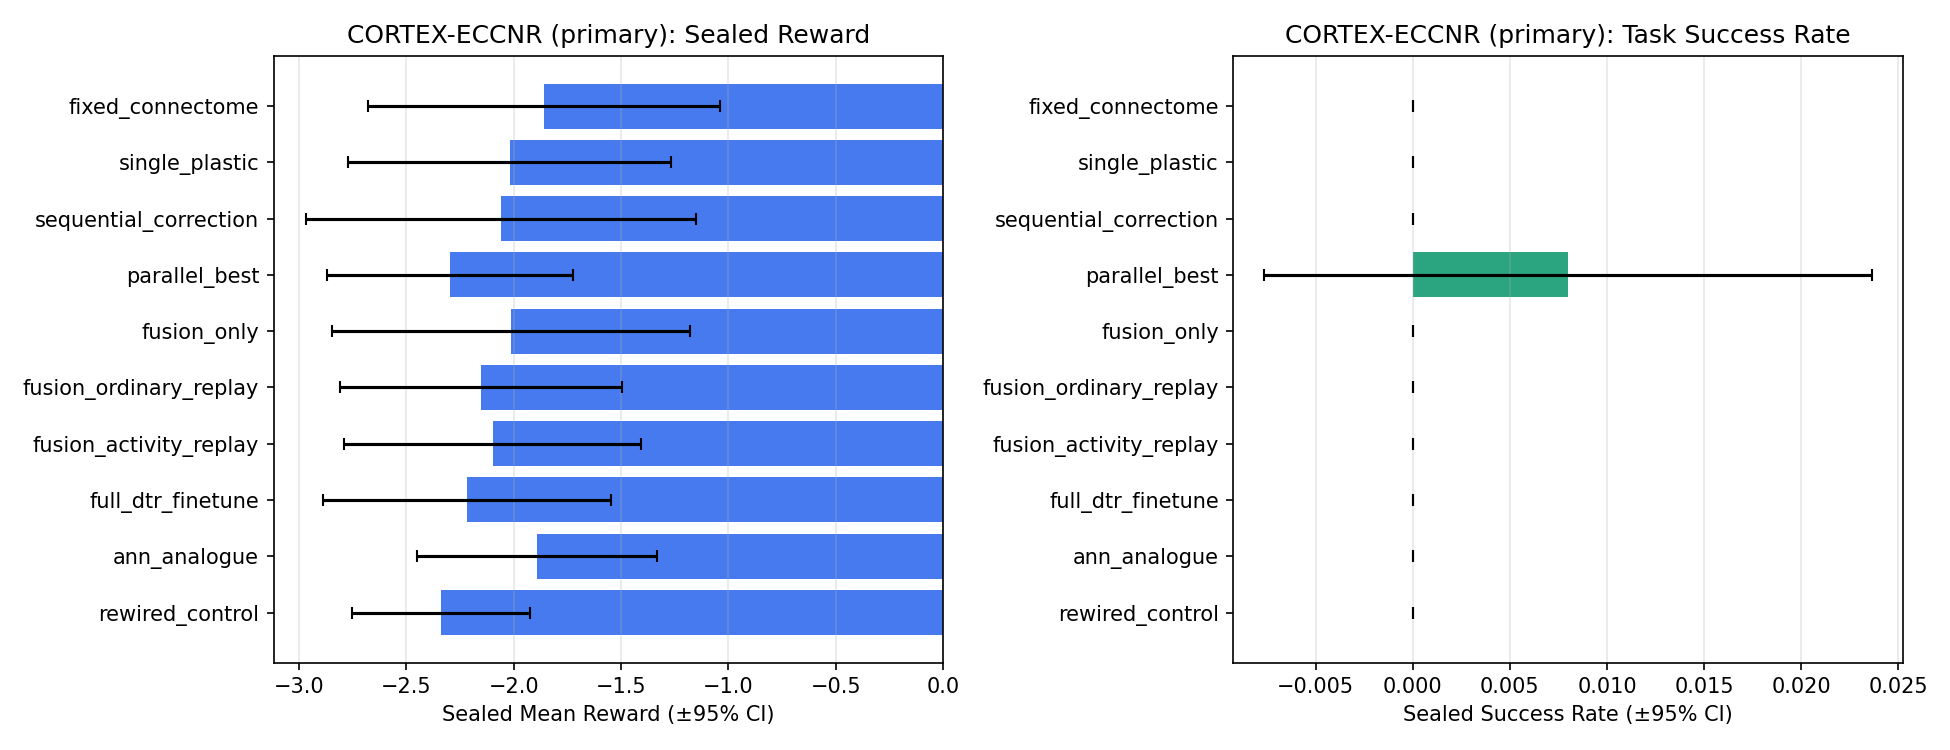 CORTEX-ECCNR (primary): Sealed Reward
fixed_connectome
single_plastic
sequential_correction
parallel_best
fusion_only
fusion_ordinary_replay
fusion_activity_replay
full_dtr_finetune
ann_analogue
rewired_control
−3.0 −2.5 −2.0 −1.5 −1.0 −0.5 0.0
Sealed Mean Reward (±95% CI)
CORTEX-ECCNR (primary): Task Success Rate
fixed_connectome
single_plastic
sequential_correction
parallel_best
fusion_only
fusion_ordinary_replay
fusion_activity_replay
full_dtr_finetune
ann_analogue
rewired_control
−0.005 0.000 0.005 0.010 0.015 0.020 0.025
Sealed Success Rate (±95% CI)